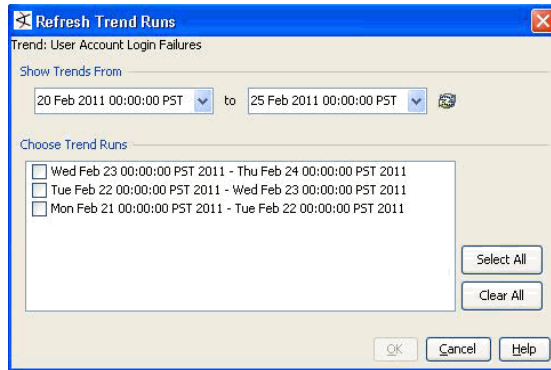 Refresh Trend Runs
Trend: User Account Login Failures
Show Trends From
20 Feb 2011 00:00:00 PST to 25 Feb 2011 00:00:00 PST
Choose Trend Runs
Wed Feb 23 00:00:00 PST 2011 - Thu Feb 24 00:00:00 PST 2011
Tue Feb 22 00:00:00 PST 2011 - Wed Feb 23 00:00:00 PST 2011
Mon Feb 21 00:00:00 PST 2011 - Tue Feb 22 00:00:00 PST 2011
Select All
Clear All
OK Cancel Help